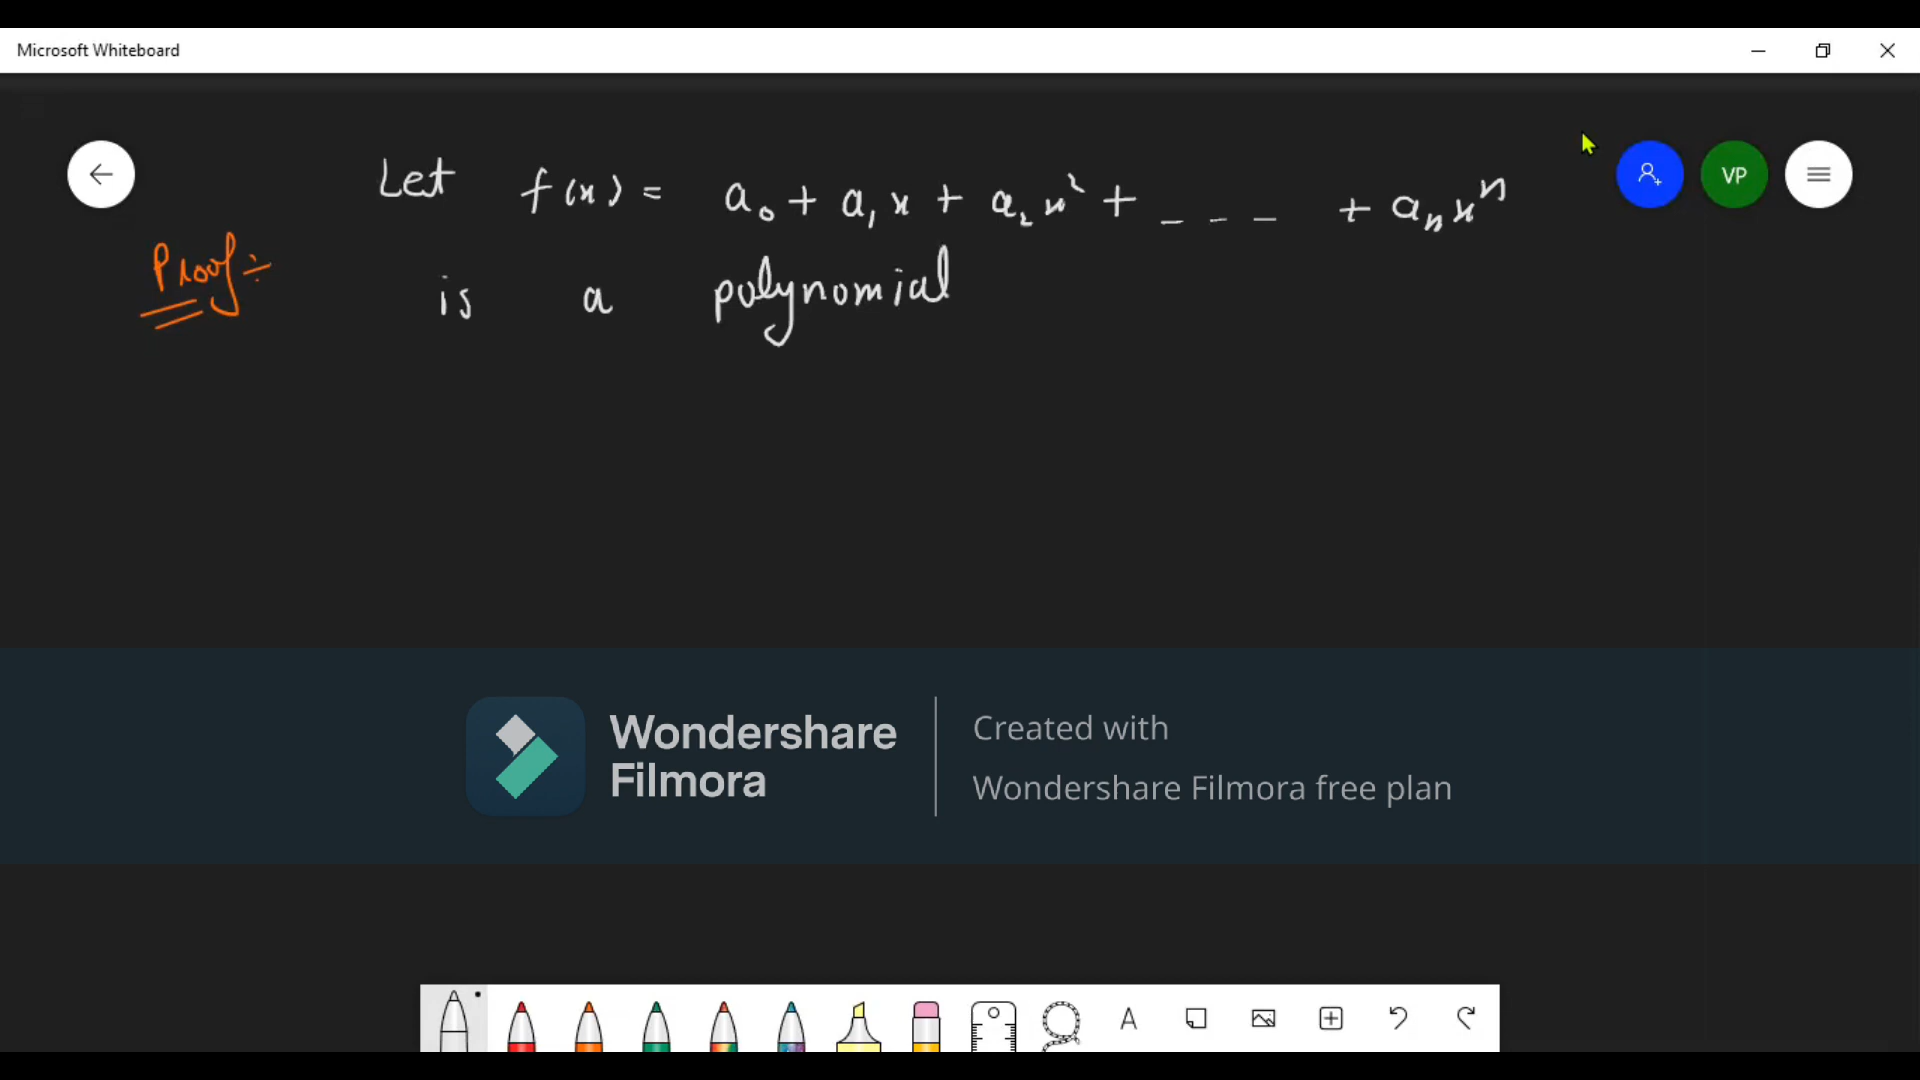 Microsoft Whiteboard
Let f(x) = a₀ + a₁x + a₂x² + _ _ _ + aₙxⁿ
VP
Proof:
is a polynomial
Wondershare Filmora
Created with
Wondershare Filmora free plan
A